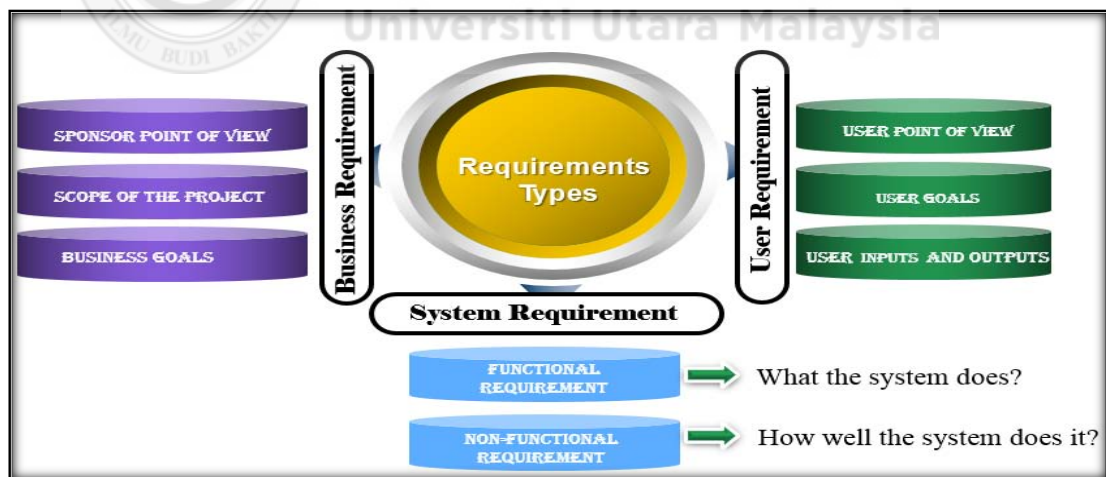 Universiti Utara Malaysia
ILMU BUDI BAKTI
Requirements
Types
Business Requirement
SPONSOR POINT OF VIEW
SCOPE OF THE PROJECT
BUSINESS GOALS
User Requirement
USER POINT OF VIEW
USER GOALS
USER INPUTS AND OUTPUTS
System Requirement
FUNCTIONAL
REQUIREMENT
What the system does?
NON-FUNCTIONAL
REQUIREMENT
How well the system does it?